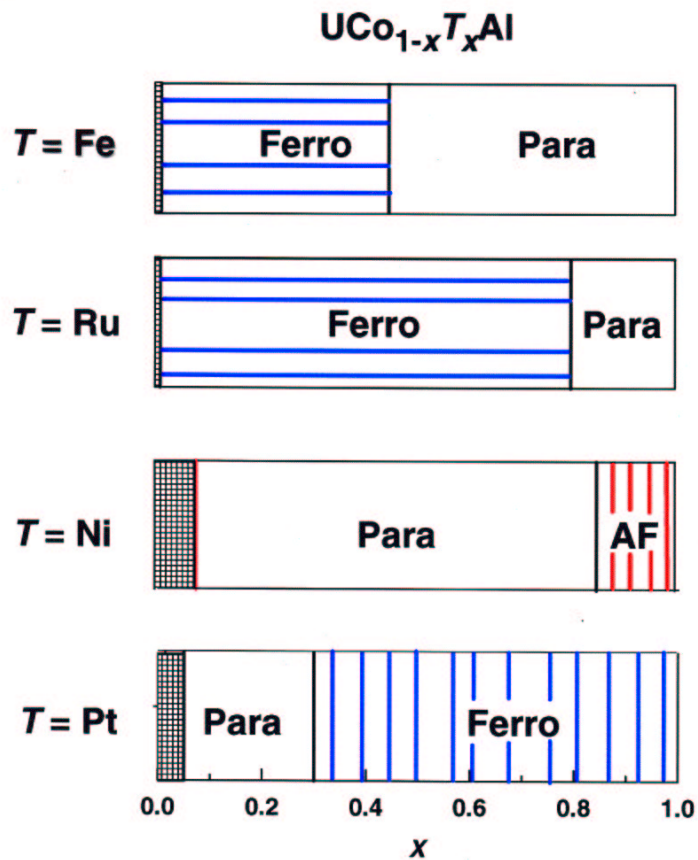 UCo1-xTxAl
T = Fe
Ferro
Para
T = Ru
Ferro
Para
T = Ni
Para
AF
T = Pt
Para
Ferro
0.0 0.2 0.4 0.6 0.8 1.0
x